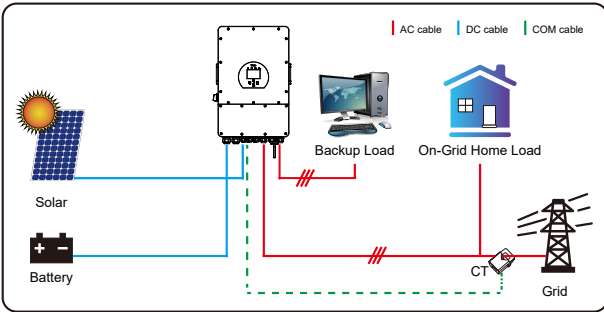 AC cable
DC cable
COM cable
Backup Load
On-Grid Home Load
Solar
Battery
CT
Grid